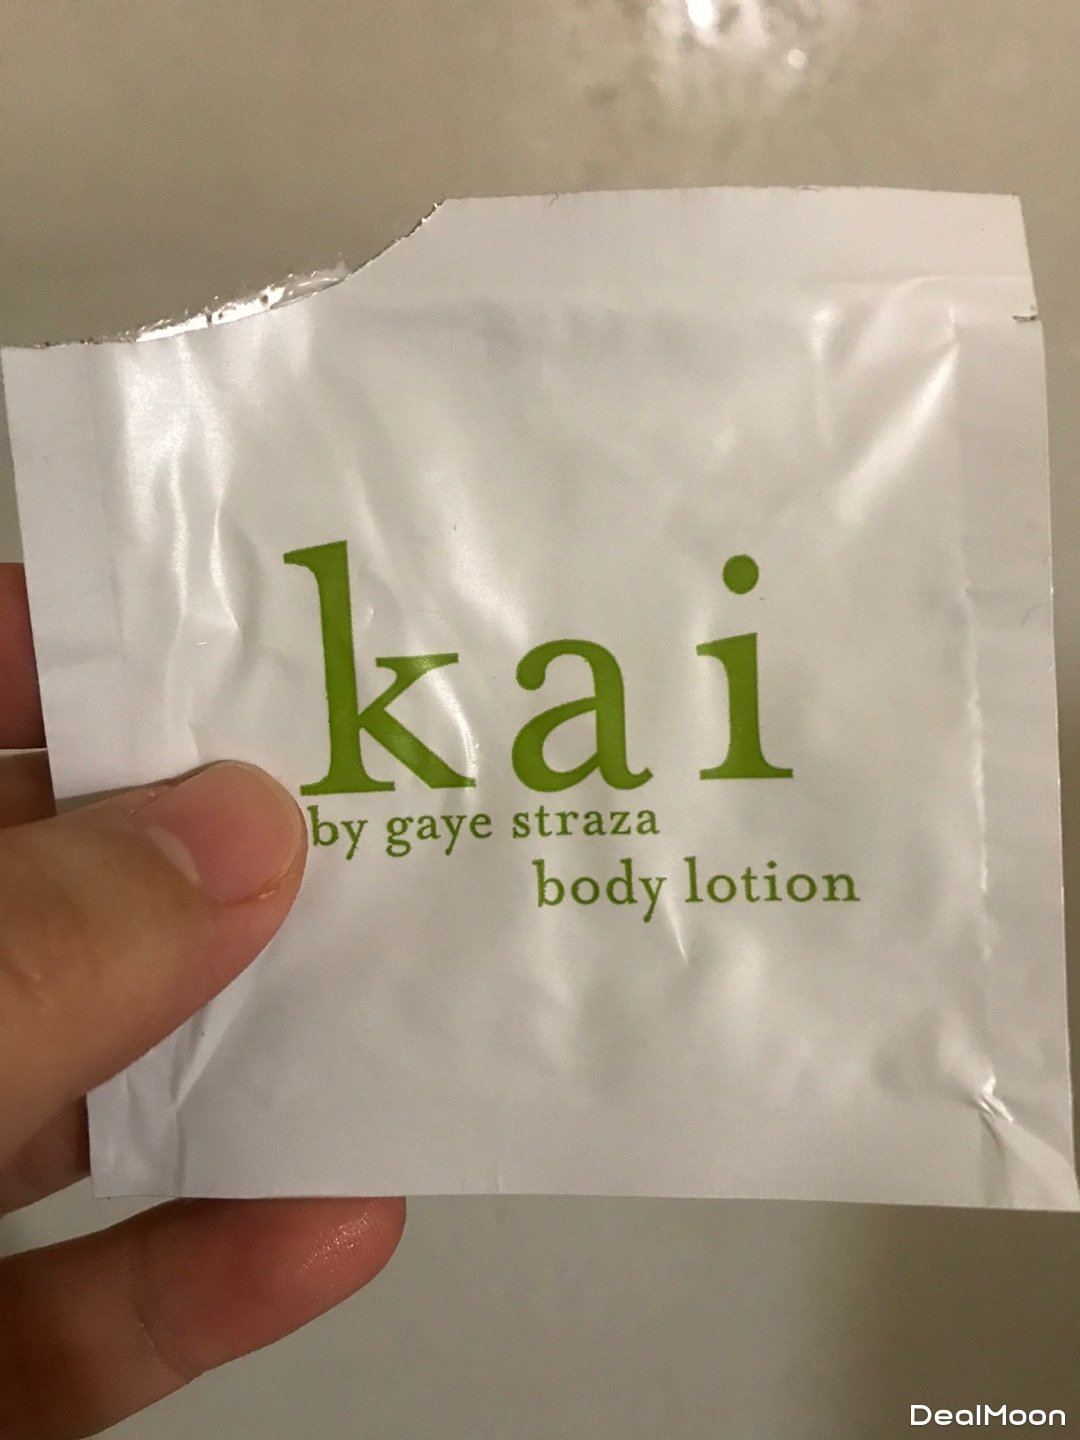 kai
by gaye straza
body lotion
DealMoon